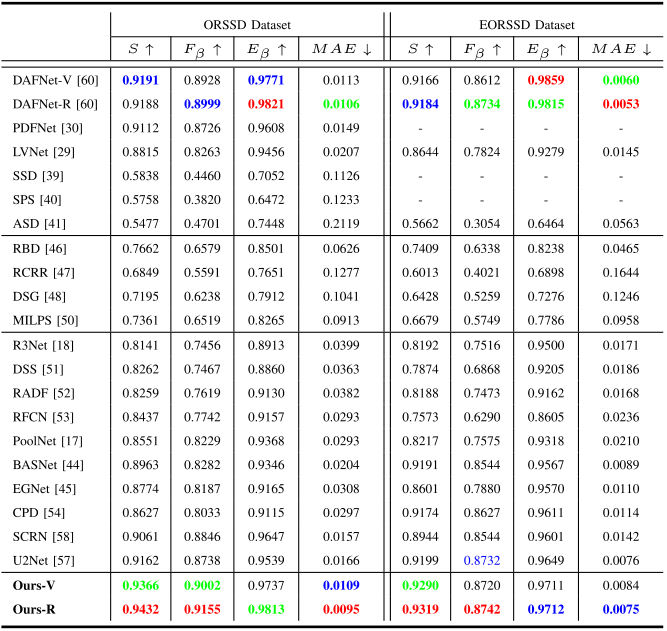 ORSSD Dataset EORSSD Dataset
S ↑ Fβ ↑ Eβ ↑ MAE ↓ S ↑ Fβ ↑ Eβ ↑ MAE ↓
DAFNet-V [60] 0.9191 0.8928 0.9771 0.0113 0.9166 0.8612 0.9859 0.0060
DAFNet-R [60] 0.9188 0.8999 0.9821 0.0106 0.9184 0.8734 0.9815 0.0053
PDFNet [30] 0.9112 0.8726 0.9608 0.0149 - - - -
LVNet [29] 0.8815 0.8263 0.9456 0.0207 0.8644 0.7824 0.9279 0.0145
SSD [39] 0.5838 0.4460 0.7052 0.1126 - - - -
SPS [40] 0.5758 0.3820 0.6472 0.1233 - - - -
ASD [41] 0.5477 0.4701 0.7448 0.2119 0.5662 0.3054 0.6464 0.0563
RBD [46] 0.7662 0.6579 0.8501 0.0626 0.7409 0.6338 0.8238 0.0465
RCRR [47] 0.6849 0.5591 0.7651 0.1277 0.6013 0.4021 0.6898 0.1644
DSG [48] 0.7195 0.6238 0.7912 0.1041 0.6428 0.5259 0.7276 0.1246
MILPS [50] 0.7361 0.6519 0.8265 0.0913 0.6679 0.5749 0.7786 0.0958
R3Net [18] 0.8141 0.7456 0.8913 0.0399 0.8192 0.7516 0.9500 0.0171
DSS [51] 0.8262 0.7467 0.8860 0.0363 0.7874 0.6868 0.9205 0.0186
RADF [52] 0.8259 0.7619 0.9130 0.0382 0.8188 0.7473 0.9162 0.0168
RFCN [53] 0.8437 0.7742 0.9157 0.0293 0.7573 0.6290 0.8605 0.0236
PoolNet [17] 0.8551 0.8229 0.9368 0.0293 0.8217 0.7575 0.9318 0.0210
BASNet [44] 0.8963 0.8282 0.9346 0.0204 0.9191 0.8544 0.9567 0.0089
EGNet [45] 0.8774 0.8187 0.9165 0.0308 0.8601 0.7880 0.9570 0.0110
CPD [54] 0.8627 0.8033 0.9115 0.0297 0.9174 0.8627 0.9611 0.0114
SCRN [58] 0.9061 0.8846 0.9647 0.0157 0.8944 0.8544 0.9601 0.0142
U2Net [57] 0.9162 0.8738 0.9539 0.0166 0.9199 0.8732 0.9649 0.0076
Ours-V 0.9366 0.9002 0.9737 0.0109 0.9290 0.8720 0.9711 0.0084
Ours-R 0.9432 0.9155 0.9813 0.0095 0.9319 0.8742 0.9712 0.0075